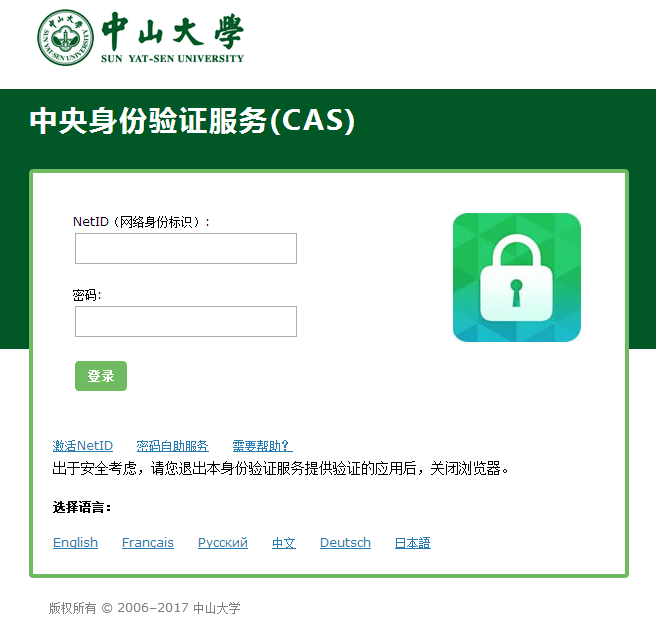 中山大學
SUN YAT-SEN UNIVERSITY
中央身份验证服务(CAS)
NetID（网络身份标识）:
密码:
登录
激活NetID 密码自助服务 需要帮助?
出于安全考虑，请您退出本身份验证服务提供验证的应用后，关闭浏览器。
选择语言：
English Français Русский 中文 Deutsch 日本語
版权所有 © 2006–2017 中山大学